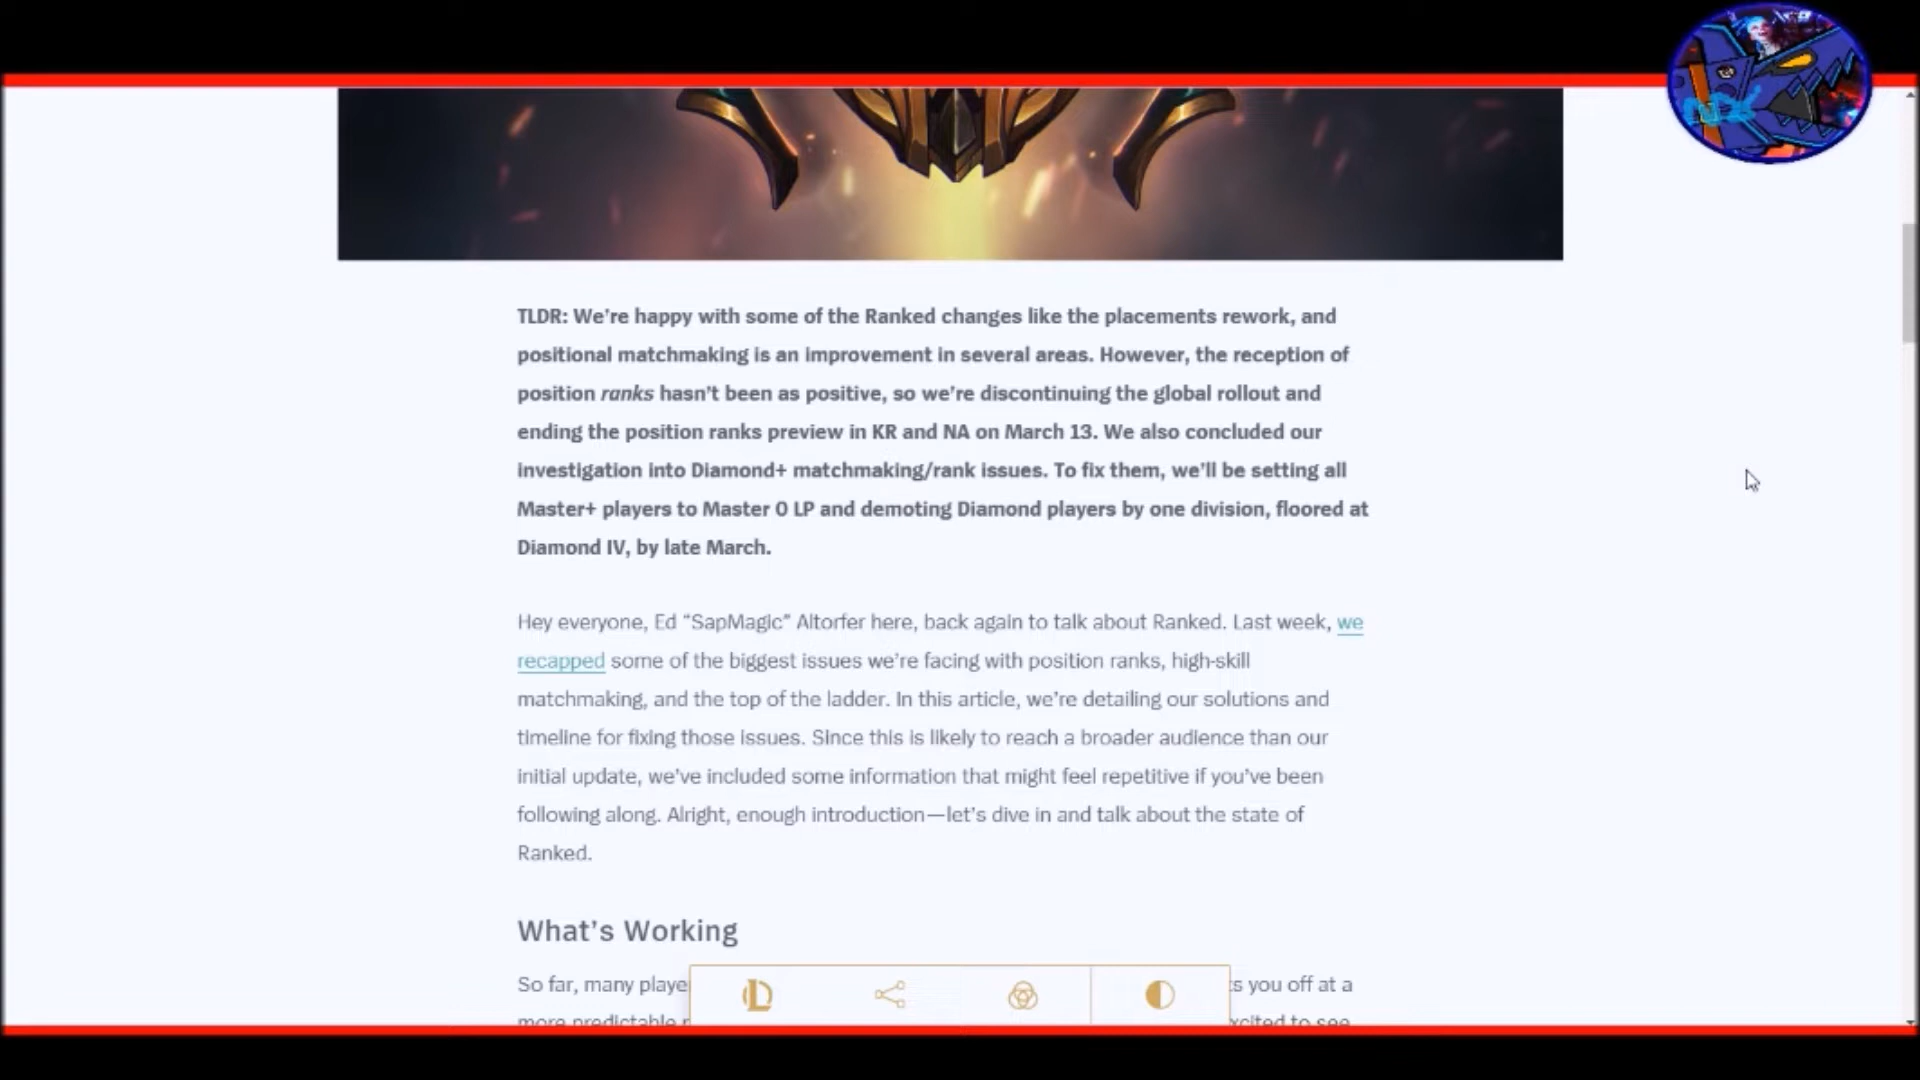 TLDR: We’re happy with some of the Ranked changes like the placements rework, and
positional matchmaking is an improvement in several areas. However, the reception of
position ranks hasn’t been as positive, so we’re discontinuing the global rollout and
ending the position ranks preview in KR and NA on March 13. We also concluded our
investigation into Diamond+ matchmaking/rank issues. To fix them, we’ll be setting all
Master+ players to Master 0 LP and demoting Diamond players by one division, floored at
Diamond IV, by late March.
Hey everyone, Ed “SapMagic” Altorfer here, back again to talk about Ranked. Last week, we
recapped some of the biggest issues we’re facing with position ranks, high-skill
matchmaking, and the top of the ladder. In this article, we’re detailing our solutions and
timeline for fixing those issues. Since this is likely to reach a broader audience than our
initial update, we’ve included some information that might feel repetitive if you’ve been
following along. Alright, enough introduction—let’s dive in and talk about the state of
Ranked.
What’s Working
So far, many playe s you off at a
more predictable xcited to see